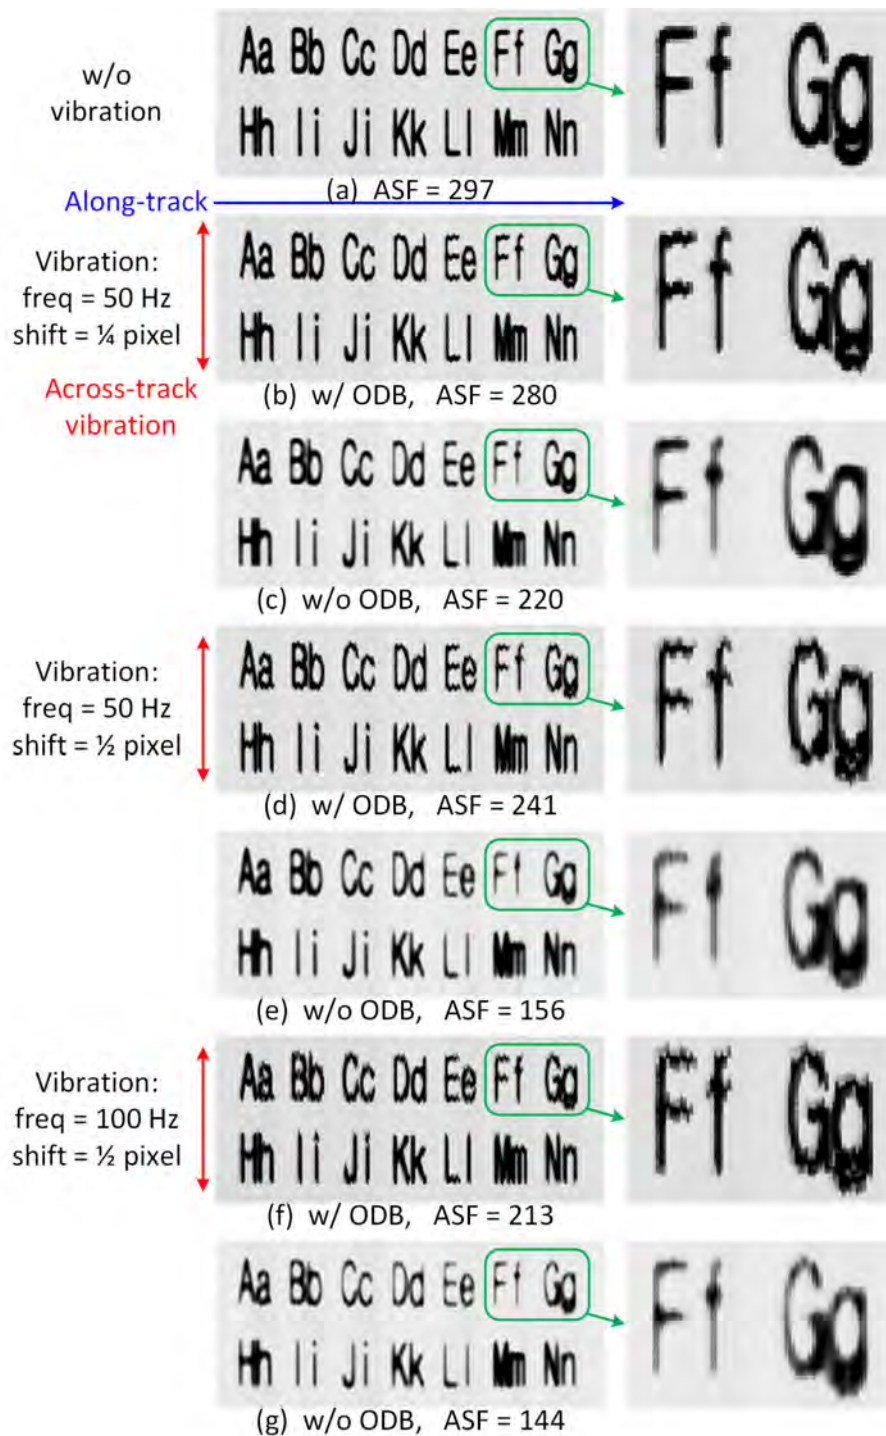 Aa Bb Cc Dd Ee Ff Gg
Hh Ii Ji Kk Ll Mm Nn
Ff Gg
w/o
vibration
(a) ASF = 297
Along-track
Aa Bb Cc Dd Ee Ff Gg
Hh Ii Ji Kk Ll Mm Nn
Ff Gg
Vibration:
freq = 50 Hz
shift = ¼ pixel
(b) w/ ODB, ASF = 280
Across-track
vibration
Aa Bb Cc Dd Ee Ff Gg
Hh Ii Ji Kk Ll Mm Nn
Ff Gg
(c) w/o ODB, ASF = 220
Aa Bb Cc Dd Ee Ff Gg
Hh Ii Ji Kk Ll Mm Nn
Ff Gg
Vibration:
freq = 50 Hz
shift = ½ pixel
(d) w/ ODB, ASF = 241
Aa Bb Cc Dd Ee Ff Gg
Hh Ii Ji Kk Ll Mm Nn
Ff Gg
(e) w/o ODB, ASF = 156
Aa Bb Cc Dd Ee Ff Gg
Hh Ii Ji Kk Ll Mm Nn
Ff Gg
Vibration:
freq = 100 Hz
shift = ½ pixel
(f) w/ ODB, ASF = 213
Aa Bb Cc Dd Ee Ff Gg
Hh Ii Ji Kk Ll Mm Nn
Ff Gg
(g) w/o ODB, ASF = 144